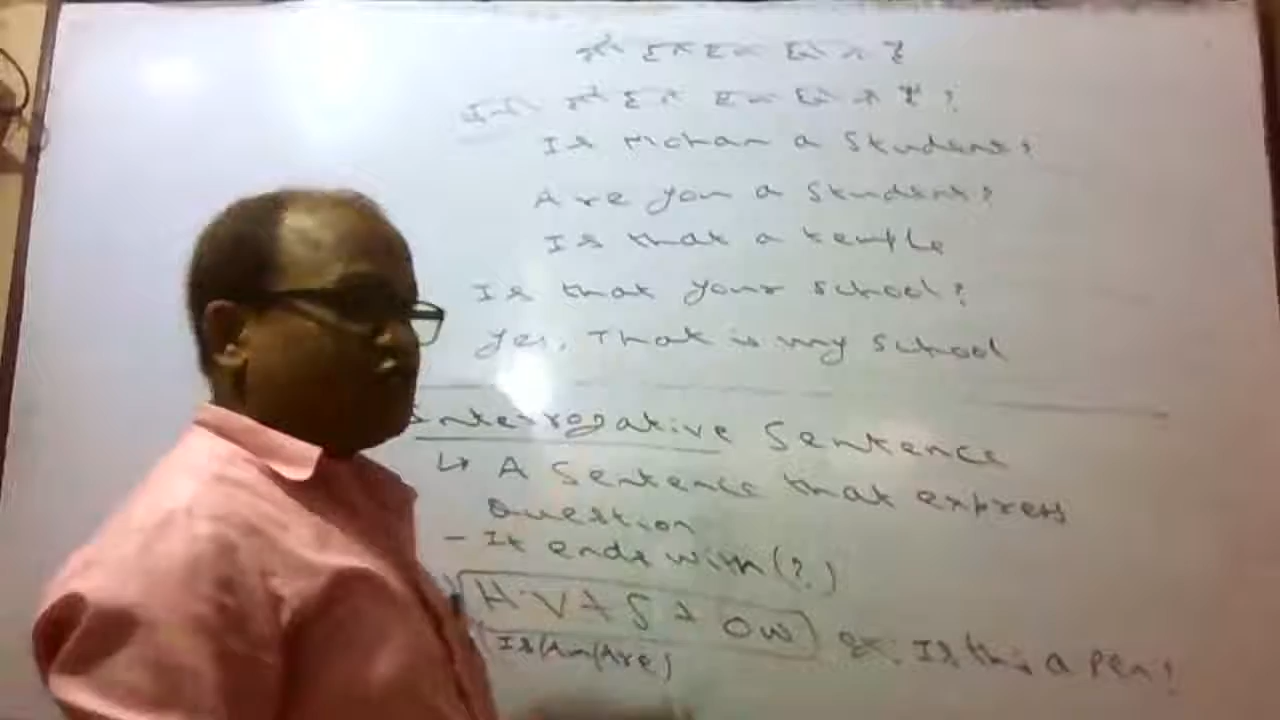 Is Mohan a Student?
Are you a Student?
Is that a temple
Is that your school?
Yes, That is my school
Interrogative Sentence
↳ A Sentence that express
Question
- It ends with (?)
H.V + S + OW
(Is/Am/Are)
ex: Is this a pen?